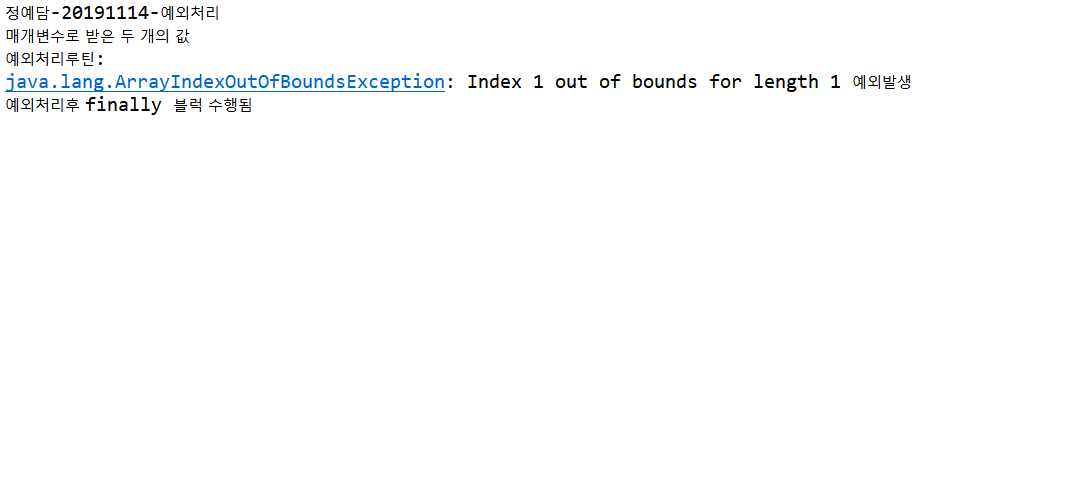 정예담-20191114-예외처리
매개변수로 받은 두 개의 값
예외처리루틴:
java.lang.ArrayIndexOutOfBoundsException: Index 1 out of bounds for length 1 예외발생
예외처리후 finally 블럭 수행됨